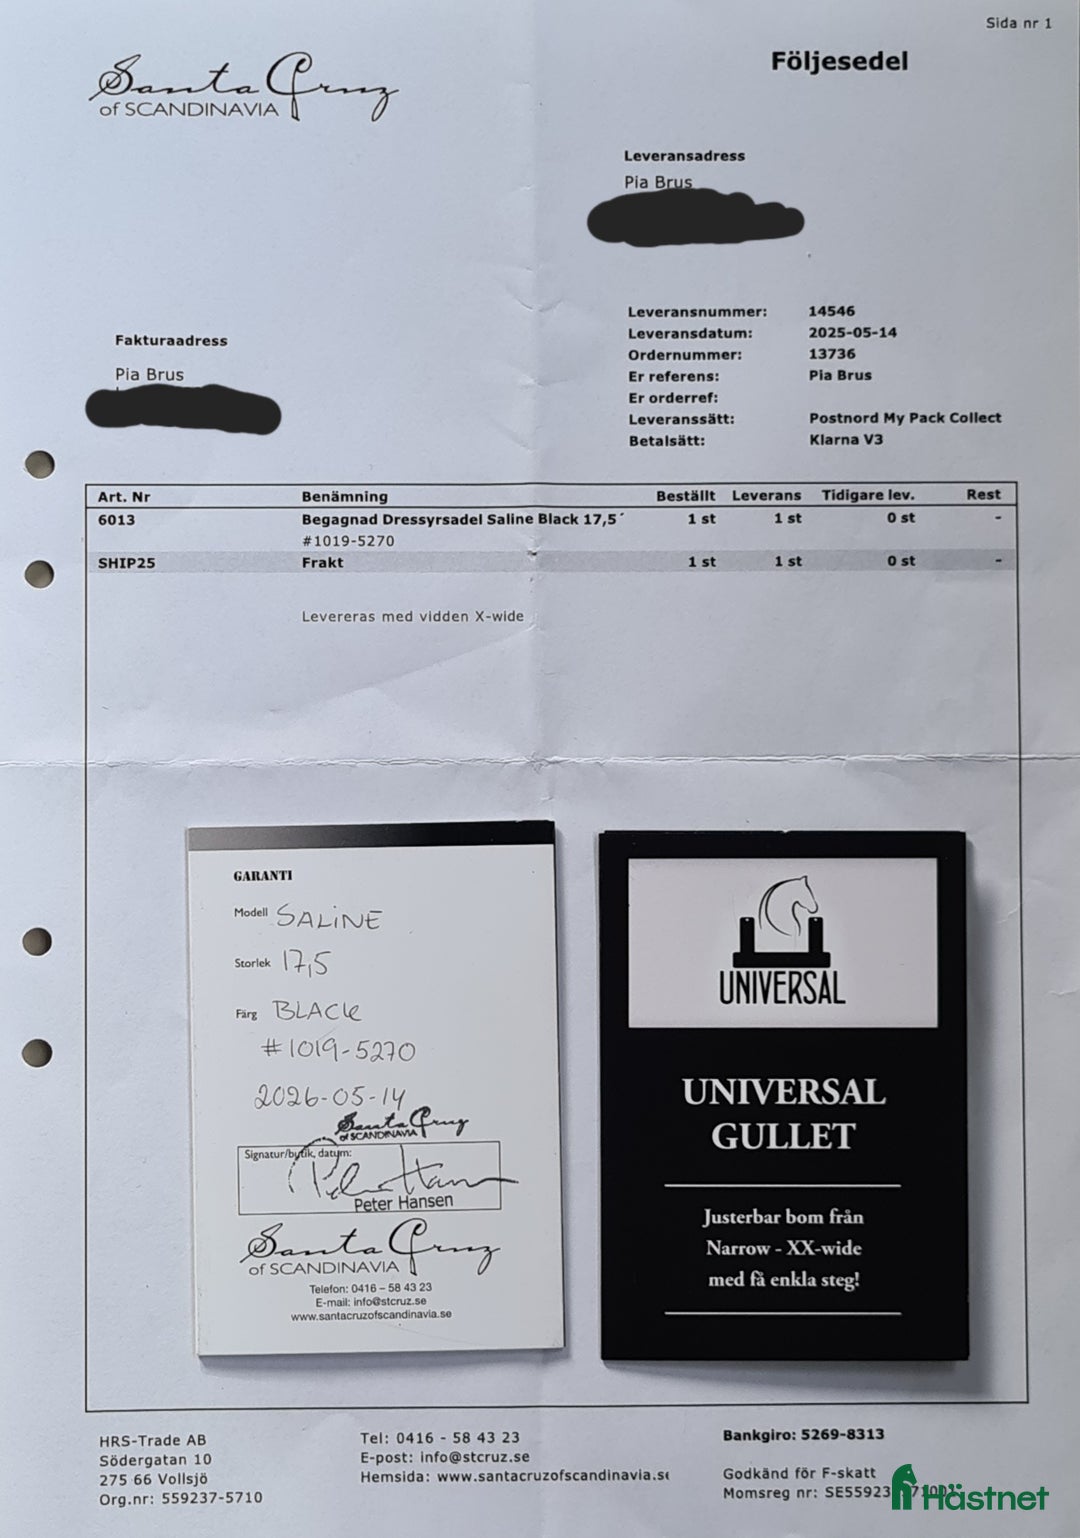 Sida nr 1
Santa Cruz
of SCANDINAVIA
Följesedel
Leveransadress
Pia Brus
Leveransnummer: 14546
Leveransdatum: 2025-05-14
Ordernummer: 13736
Er referens: Pia Brus
Er orderref:
Leveranssätt: Postnord My Pack Collect
Betalsätt: Klarna V3
Fakturaadress
Pia Brus
Art. Nr Benämning Beställt Leverans Tidigare lev. Rest
6013 Begagnad Dressyrsadel Saline Black 17,5´ 1 st 1 st 0 st -
#1019-5270
SHIP25 Frakt 1 st 1 st 0 st -
Levereras med vidden X-wide
GARANTI
Modell SALINE
Storlek 17,5
Färg BLACK
#1019-5270
2026-05-14
Santa Cruz
of SCANDINAVIA
Signatur/butik, datum:
Peter Hansen
Santa Cruz
of SCANDINAVIA
Telefon: 0416 – 58 43 23
E-mail: info@stcruz.se
www.santacruzofscandinavia.se
UNIVERSAL
UNIVERSAL
GULLET
Justerbar bom från
Narrow - XX-wide
med få enkla steg!
HRS-Trade AB
Södergatan 10
275 66 Vollsjö
Org.nr: 559237-5710
Tel: 0416 - 58 43 23
E-post: info@stcruz.se
Hemsida: www.santacruzofscandinavia.se
Bankgiro: 5269-8313
Godkänd för F-skatt
Momsreg nr: SE55923
Hästnet